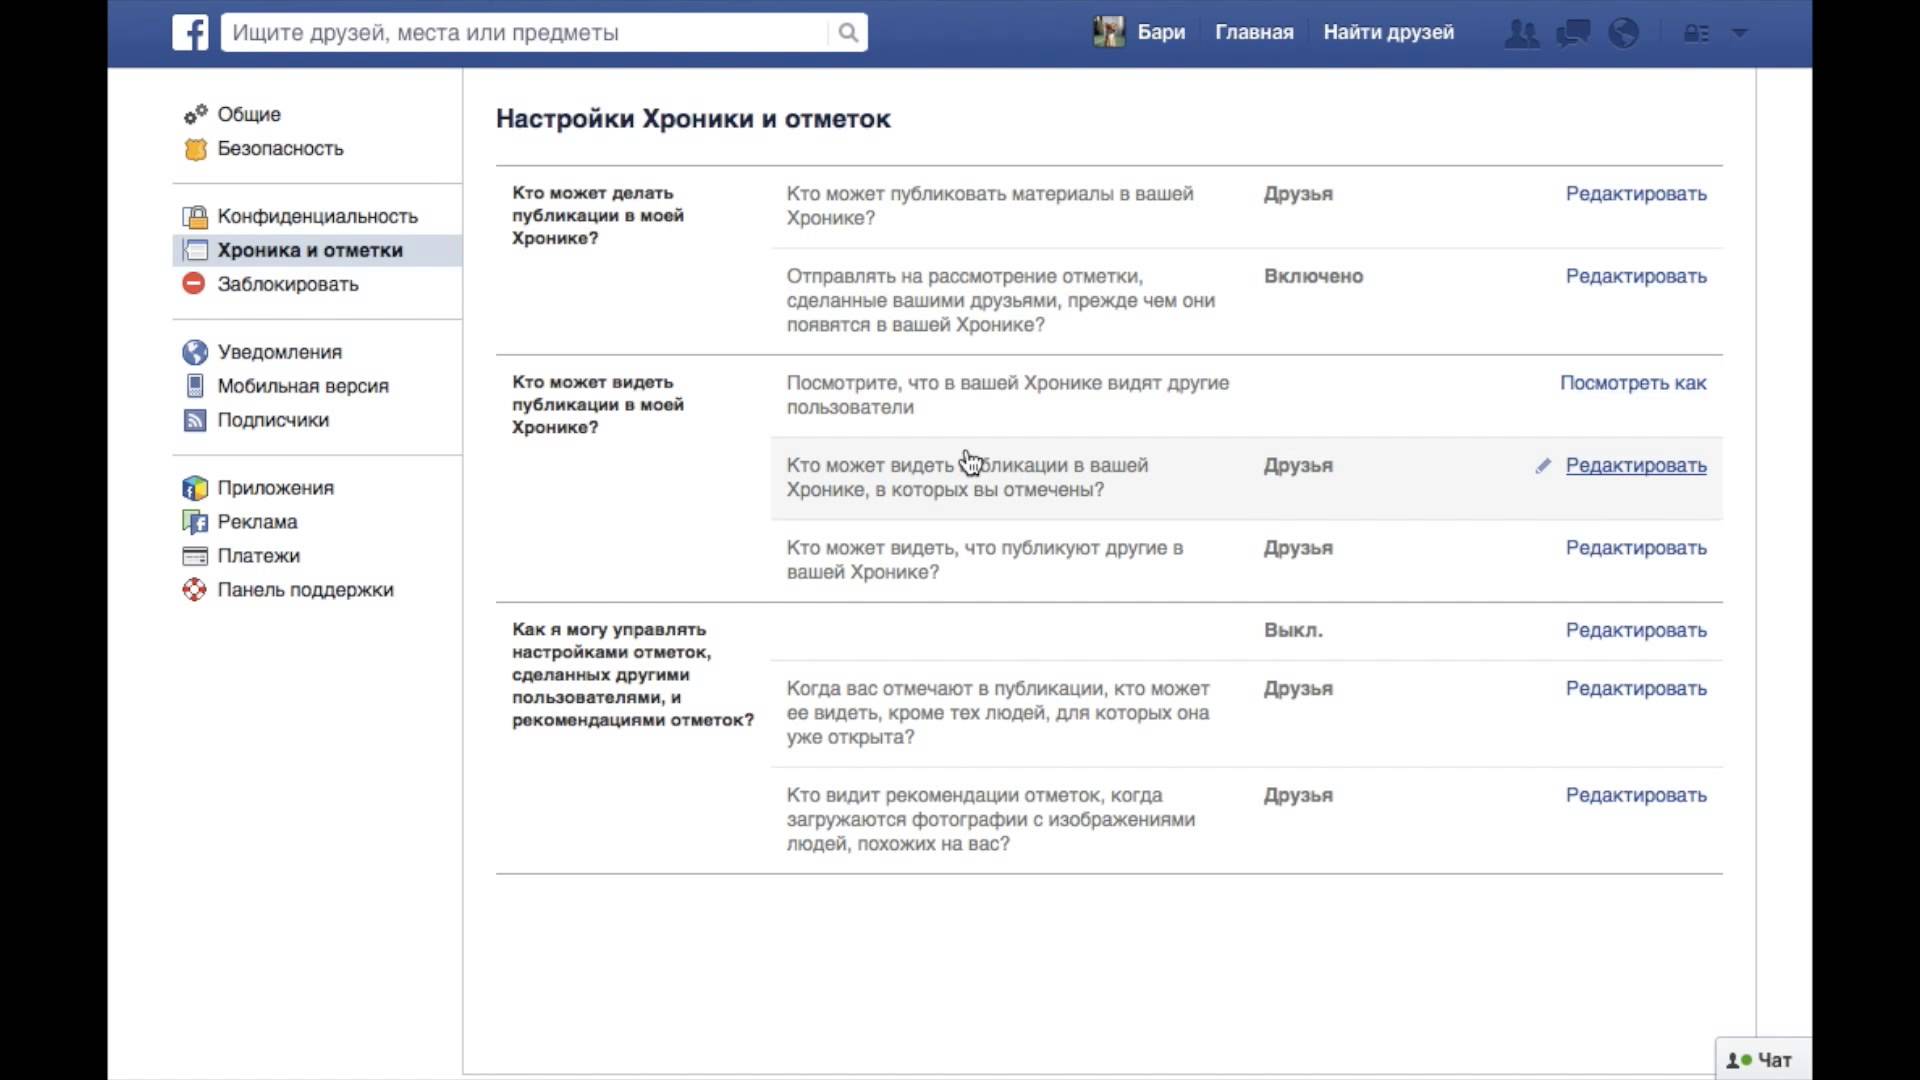 Ищите друзей, места или предметы
Бари
Главная
Найти друзей
Общие
Безопасность
Конфиденциальность
Хроника и отметки
Заблокировать
Уведомления
Мобильная версия
Подписчики
Приложения
Реклама
Платежи
Панель поддержки
Настройки Хроники и отметок
Кто может делать
публикации в моей
Хронике?
Кто может публиковать материалы в вашей
Хронике?
Друзья
Редактировать
Отправлять на рассмотрение отметки,
сделанные вашими друзьями, прежде чем они
появятся в вашей Хронике?
Включено
Редактировать
Кто может видеть
публикации в моей
Хронике?
Посмотрите, что в вашей Хронике видят другие
пользователи
Посмотреть как
Кто может видеть публикации в вашей
Хронике, в которых вы отмечены?
Друзья
Редактировать
Кто может видеть, что публикуют другие в
вашей Хронике?
Друзья
Редактировать
Как я могу управлять
настройками отметок,
сделанных другими
пользователями, и
рекомендациями отметок?
Выкл.
Редактировать
Когда вас отмечают в публикации, кто может
ее видеть, кроме тех людей, для которых она
уже открыта?
Друзья
Редактировать
Кто видит рекомендации отметок, когда
загружаются фотографии с изображениями
людей, похожих на вас?
Друзья
Редактировать
Чат